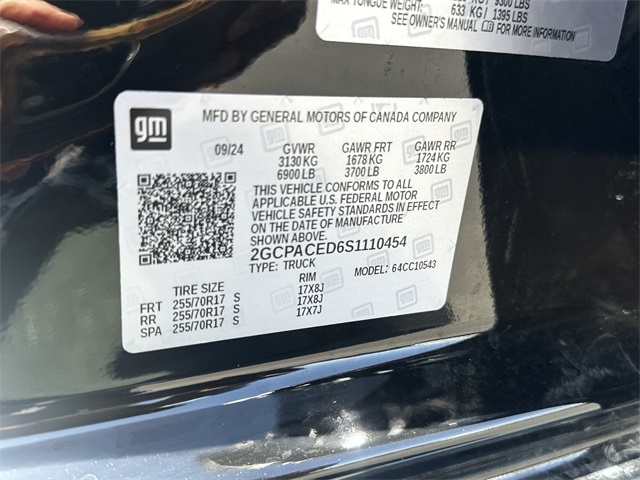 MAX TONGUE WEIGHT: 633 KG / 1395 LBS
SEE OWNER'S MANUAL FOR MORE INFORMATION
gm
MFD BY GENERAL MOTORS OF CANADA COMPANY
09/24 GVWR GAWR FRT GAWR RR
3130 KG 1678 KG 1724 KG
6900 LB 3700 LB 3800 LB
THIS VEHICLE CONFORMS TO ALL
APPLICABLE U.S. FEDERAL MOTOR
VEHICLE SAFETY STANDARDS IN EFFECT
ON THE DATE OF MANUFACTURE
SHOWN ABOVE.
2GCPACED6S1110454
TYPE: TRUCK MODEL: 64CC10543
TIRE SIZE RIM
FRT 255/70R17 S 17X8J
RR 255/70R17 S 17X8J
SPA 255/70R17 S 17X7J